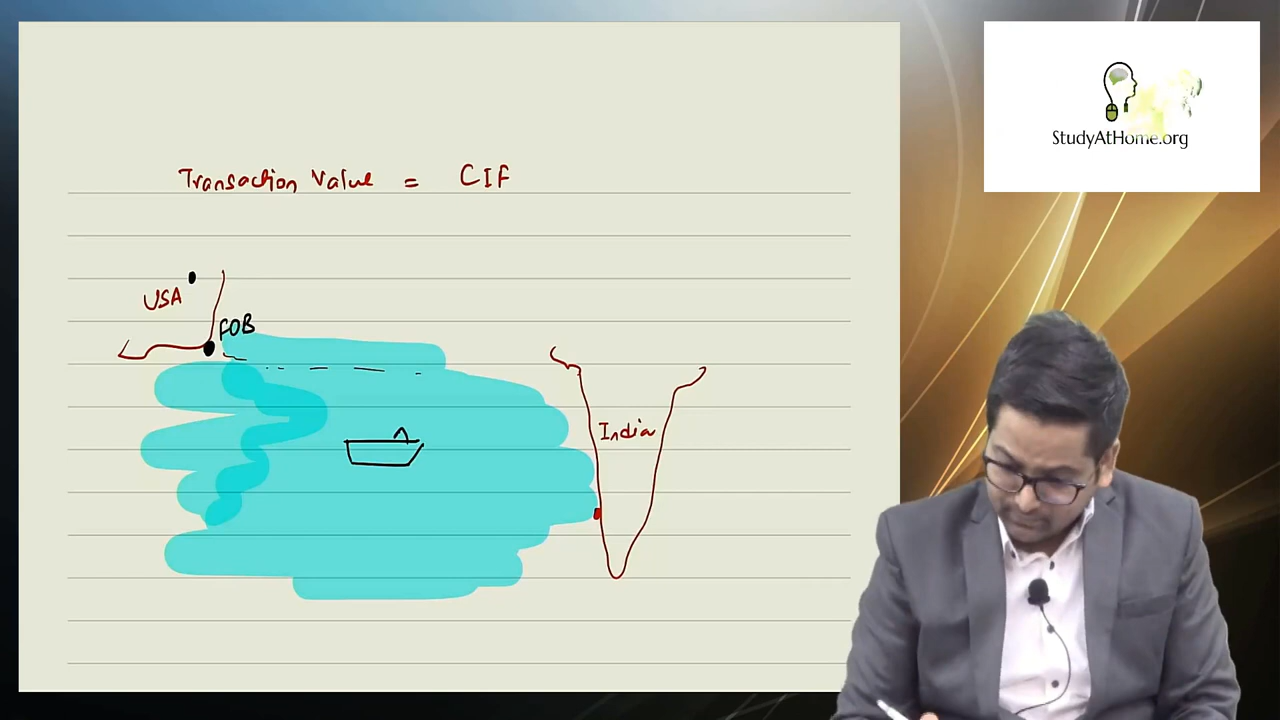 StudyAtHome.org
Transaction Value = CIF
USA
FOB
India